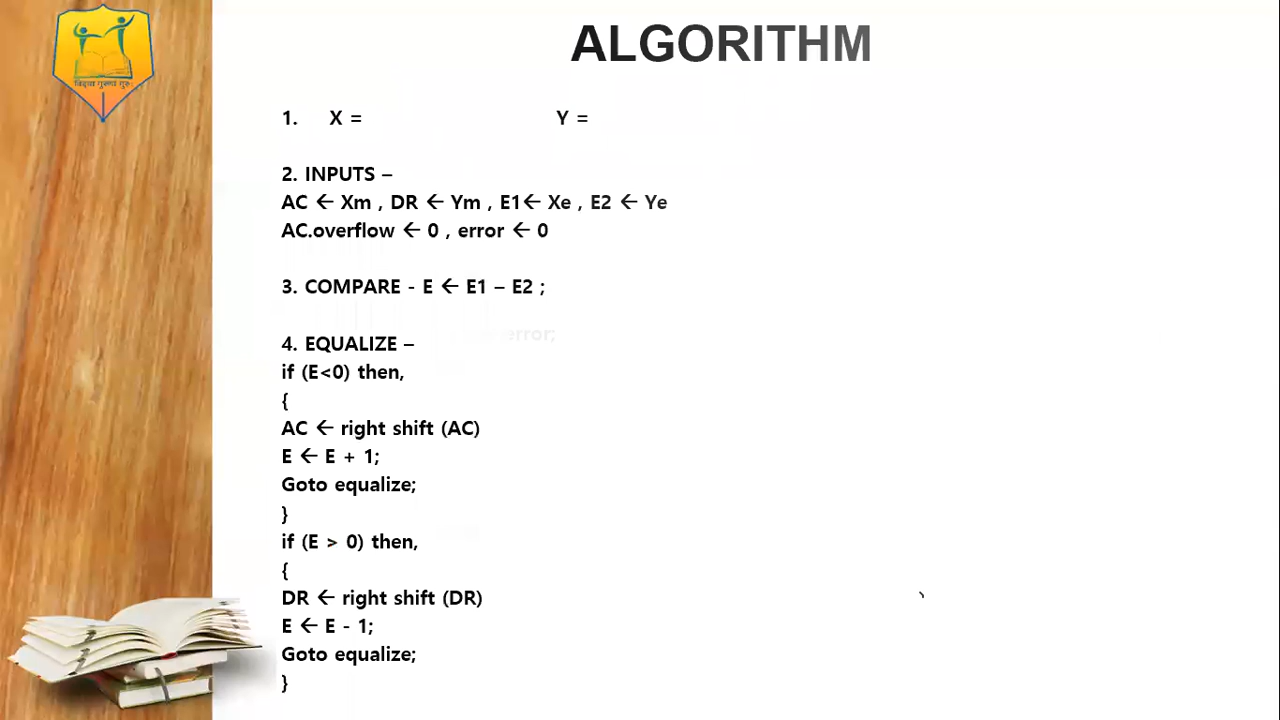 ALGORITHM
विद्या गुरुणां गुरुः
1. X = Y =
2. INPUTS –
AC ← Xm , DR ← Ym , E1← Xe , E2 ← Ye
AC.overflow ← 0 , error ← 0
3. COMPARE - E ← E1 – E2 ;
error;
4. EQUALIZE –
if (E<0) then,
{
AC ← right shift (AC)
E ← E + 1;
Goto equalize;
}
if (E > 0) then,
{
DR ← right shift (DR)
E ← E - 1;
Goto equalize;
}